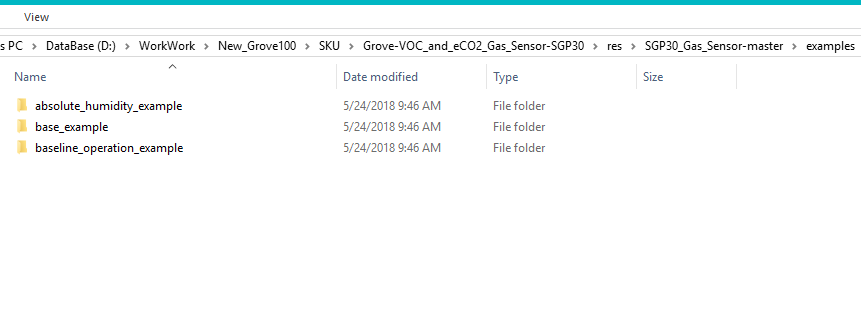 View
s PC > DataBase (D:) > WorkWork > New_Grove100 > SKU > Grove-VOC_and_eCO2_Gas_Sensor-SGP30 > res > SGP30_Gas_Sensor-master > examples
Name Date modified Type Size
absolute_humidity_example 5/24/2018 9:46 AM File folder
base_example 5/24/2018 9:46 AM File folder
baseline_operation_example 5/24/2018 9:46 AM File folder